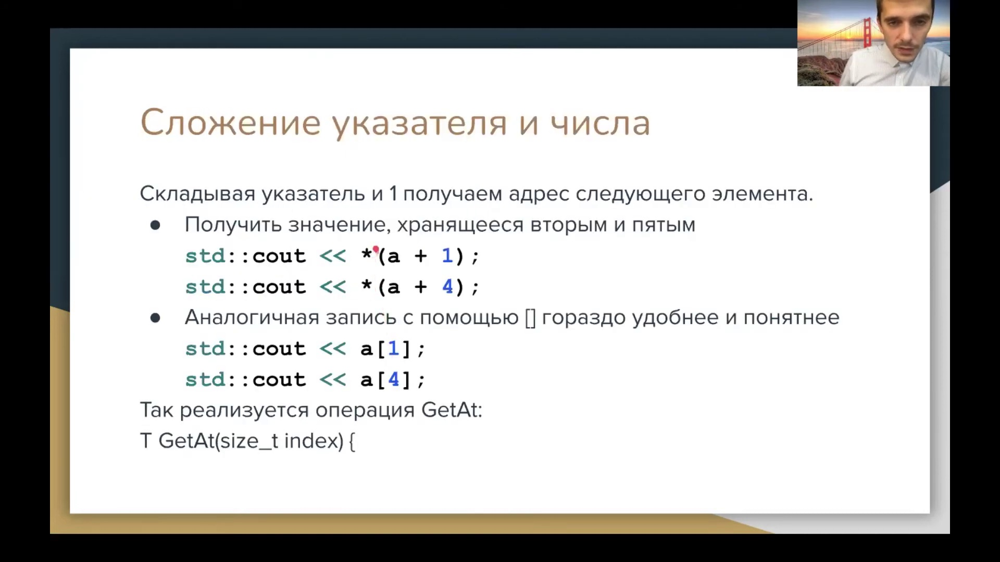 Сложение указателя и числа
Складывая указатель и 1 получаем адрес следующего элемента.
● Получить значение, хранящееся вторым и пятым
std::cout << *(a + 1);
std::cout << *(a + 4);
● Аналогичная запись с помощью [] гораздо удобнее и понятнее
std::cout << a[1];
std::cout << a[4];
Так реализуется операция GetAt:
T GetAt(size_t index) {